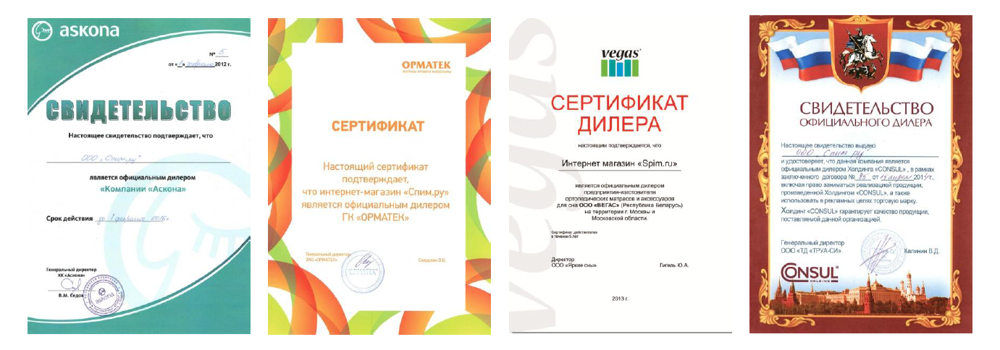 askona
№ 5
от «1» февраля 2012 г.
СВИДЕТЕЛЬСТВО
Настоящее свидетельство подтверждает, что
ООО „Спим.ру"
является официальным дилером
«Компании «Аскона»
Срок действия до 1 февраля 2015г.
Генеральный директор
ХК «Аскона»
В.М. Седов
askona
ОРМАТЕК
СЕРТИФИКАТ
Настоящий сертификат
подтверждает,
что интернет-магазин «Спим.ру»
является официальным дилером
ГК «ОРМАТЕК»
Генеральный директор
ЗАО «ОРМАТЕК»
Свердлин В.В.
"ОРМАТЕК"
vegas
vegas
СЕРТИФИКАТ
ДИЛЕРА
настоящим подтверждается, что
Интернет магазин «Spim.ru»
является официальным дилером
предприятия-изготовителя
ортопедических матрасов и аксессуаров
для сна ООО «ВЕГАС» (Республика Беларусь)
на территории г. Москвы и
Московской области.
Сертификат действителен
в течении 5 лет
Директор
ООО «Яркие сны»
Гигель Ю.А.
2013 г.
СВИДЕТЕЛЬСТВО
ОФИЦИАЛЬНОГО ДИЛЕРА
Настоящее свидетельство выдано
ООО „Спим ру"
и удостоверяет, что данная компания является
официальным дилером Холдинга «CONSUL» , в рамках
заключенного договора № 85 от 15 апреля 201 г.,
включая право заниматься реализацией продукции,
произведенной Холдингом «CONSUL», а также
использовать в рекламных целях торговую марку.
Холдинг «CONSUL» гарантирует качество продукции,
поставляемой данной организацией.
Генеральный директор
ООО «ТД «ТРУА-СИ»
Калинин В.Д.
CONSUL
HOLDING